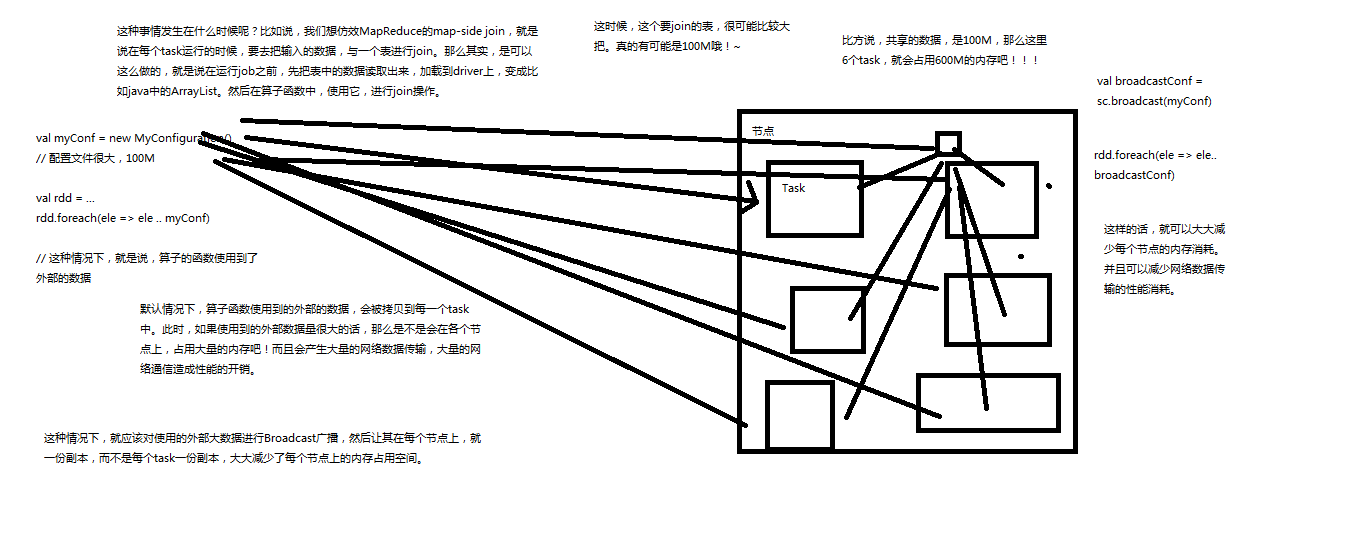 这种事情发生在什么时候呢？比如说，我们想仿效MapReduce的map-side join，就是
说在每个task运行的时候，要去把输入的数据，与一个表进行join。那么其实，是可以
这么做的，就是说在运行job之前，先把表中的数据读取出来，加载到driver上，变成比
如java中的ArrayList。然后在算子函数中，使用它，进行join操作。
这时候，这个要join的表，很可能比较大
把。真的有可能是100M哦！~
比方说，共享的数据，是100M，那么这里
6个task，就会占用600M的内存吧！！！
val broadcastConf =
sc.broadcast(myConf)
rdd.foreach(ele => ele..
broadcastConf)
这样的话，就可以大大减
少每个节点的内存消耗。
并且可以减少网络数据传
输的性能消耗。
val myConf = new MyConfiguration()
// 配置文件很大，100M
val rdd = ...
rdd.foreach(ele => ele .. myConf)
// 这种情况下，就是说，算子的函数使用到了
外部的数据
节点
Task
默认情况下，算子函数使用到的外部的数据，会被拷贝到每一个task
中。此时，如果使用到的外部数据量很大的话，那么是不是会在各个节
点上，占用大量的内存吧！而且会产生大量的网络数据传输，大量的网
络通信造成性能的开销。
这种情况下，就应该对使用的外部大数据进行Broadcast广播，然后让其在每个节点上，就
一份副本，而不是每个task一份副本，大大减少了每个节点上的内存占用空间。